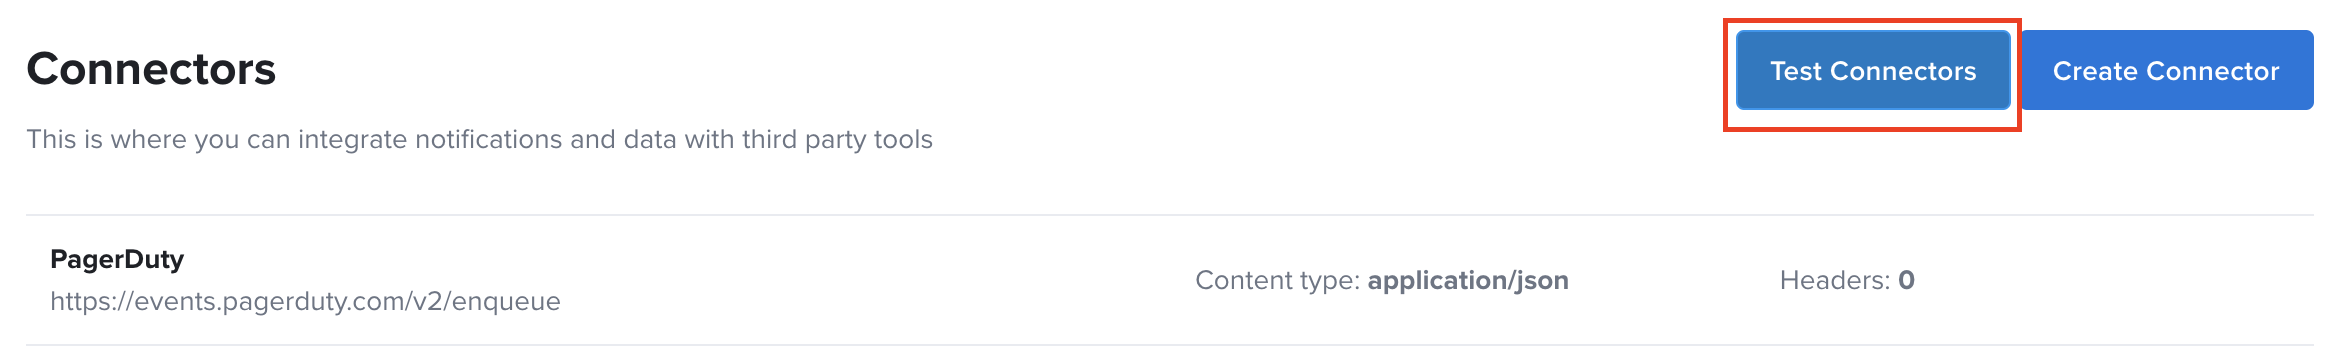 Connectors
Test Connectors
Create Connector
This is where you can integrate notifications and data with third party tools
PagerDuty
https://events.pagerduty.com/v2/enqueue
Content type: application/json
Headers: 0